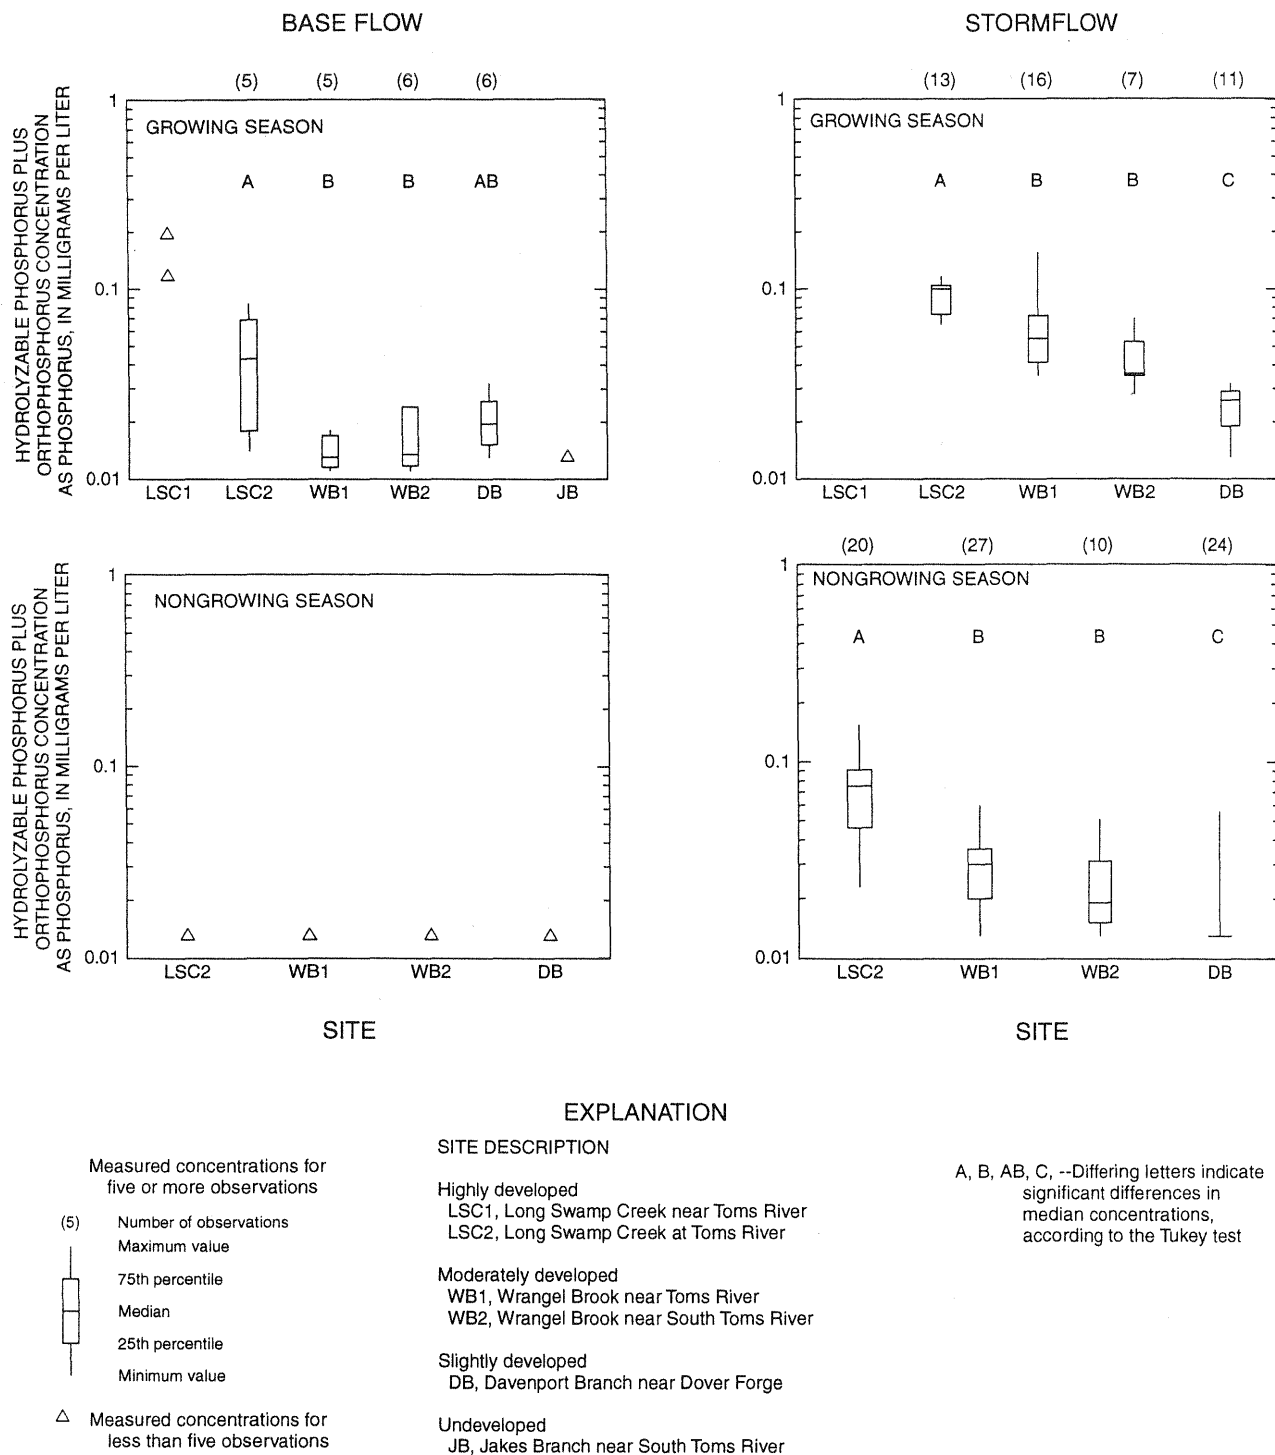 BASE FLOW
STORMFLOW
HYDROLYZABLE PHOSPHORUS PLUS
ORTHOPHOSPHORUS CONCENTRATION
AS PHOSPHORUS, IN MILLIGRAMS PER LITER
(5) (5) (6) (6)
1
GROWING SEASON
A B B AB
0.1
0.01
LSC1 LSC2 WB1 WB2 DB JB
(13) (16) (7) (11)
1
GROWING SEASON
A B B C
0.1
0.01
LSC1 LSC2 WB1 WB2 DB
HYDROLYZABLE PHOSPHORUS PLUS
ORTHOPHOSPHORUS CONCENTRATION
AS PHOSPHORUS, IN MILLIGRAMS PER LITER
1
NONGROWING SEASON
0.1
0.01
LSC2 WB1 WB2 DB
SITE
(20) (27) (10) (24)
1
NONGROWING SEASON
A B B C
0.1
0.01
LSC2 WB1 WB2 DB
SITE
EXPLANATION
Measured concentrations for
five or more observations
(5) Number of observations
Maximum value
75th percentile
Median
25th percentile
Minimum value
Measured concentrations for
less than five observations
SITE DESCRIPTION
Highly developed
LSC1, Long Swamp Creek near Toms River
LSC2, Long Swamp Creek at Toms River
Moderately developed
WB1, Wrangel Brook near Toms River
WB2, Wrangel Brook near South Toms River
Slightly developed
DB, Davenport Branch near Dover Forge
Undeveloped
JB, Jakes Branch near South Toms River
A, B, AB, C, --Differing letters indicate
significant differences in
median concentrations,
according to the Tukey test